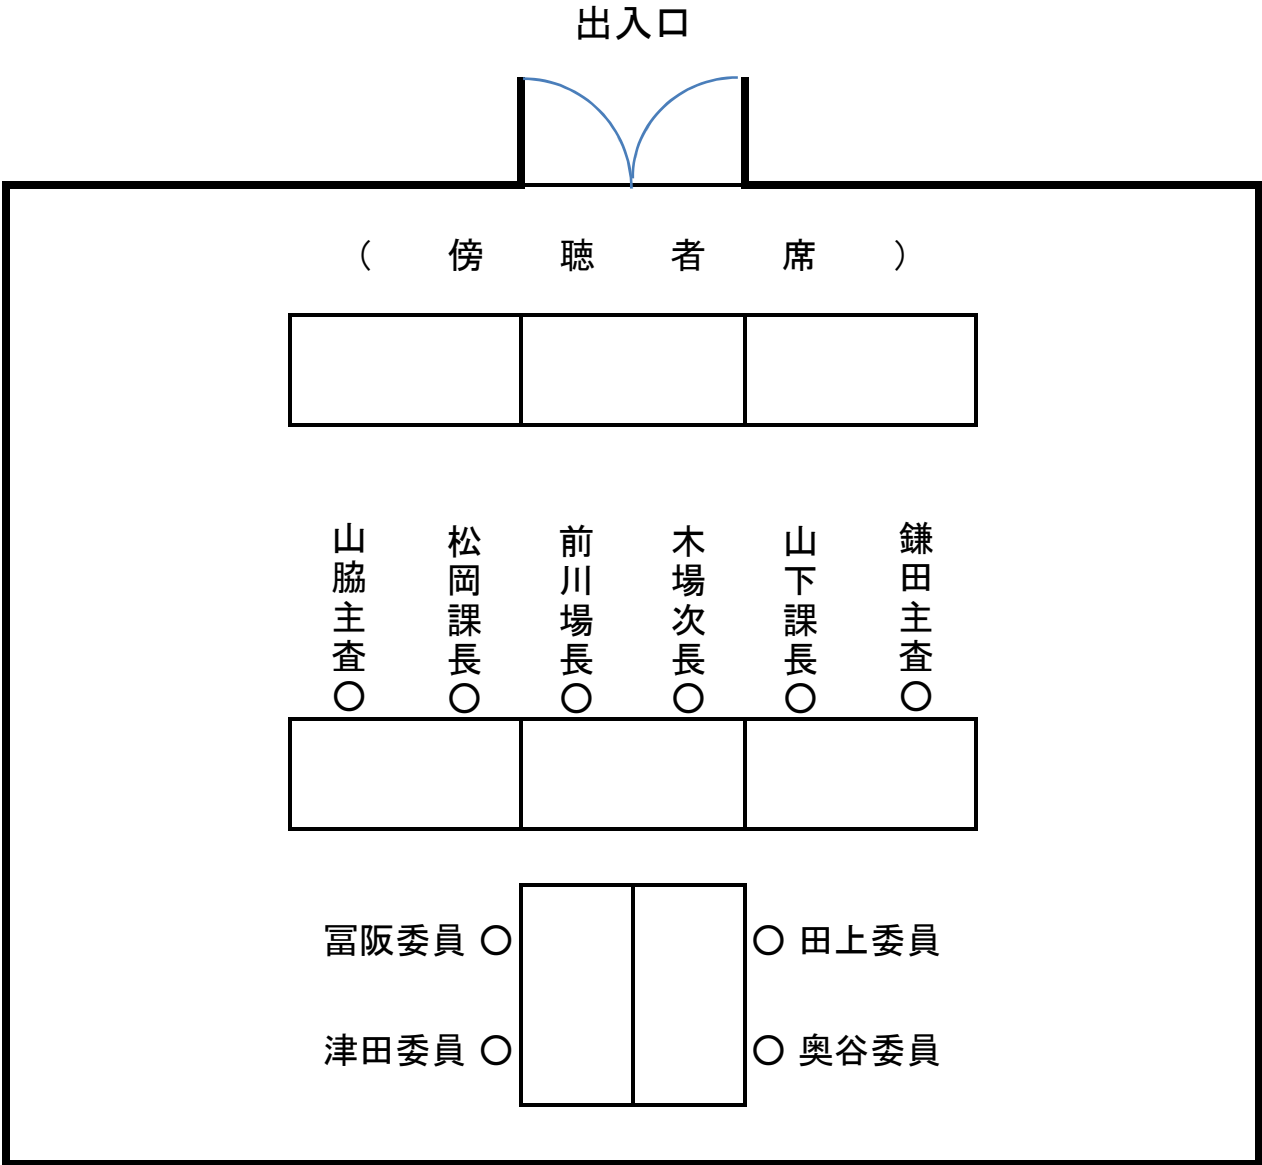 出入口
（ 傍 聴 者 席 ）
山脇主査○
松岡課長○
前川場長○
木場次長○
山下課長○
鎌田主査○
冨阪委員 ○
○ 田上委員
津田委員 ○
○ 奥谷委員